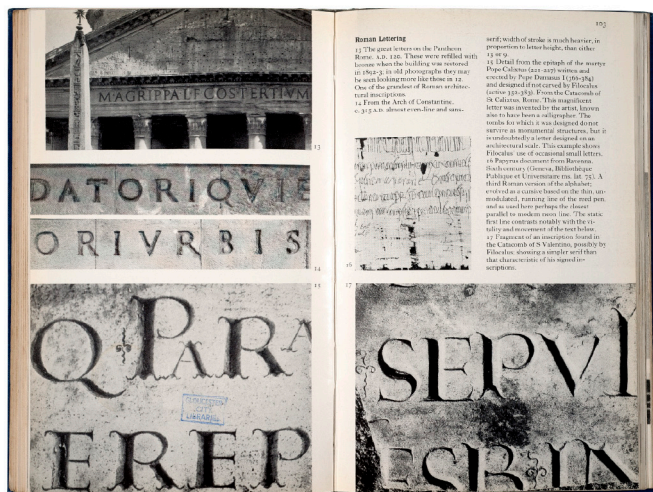 M·AGRIPPA·L·F·COS·TERTIVM
13
DATORIQVIE
ORIVRBIS
14
15
Q PARA
GLOUCESTER
CITY
LIBRARIES
EREP
103
Roman Lettering
13 The great letters on the Pantheon
Rome. A.D. 120. These were refilled with
bronze when the building was restored
in 1892-3; in old photographs they may
be seen looking more like those in 12.
One of the grandest of Roman architec-
tural inscriptions.
14 From the Arch of Constantine.
c. 315 A.D. almost even-line and sans-
serif; width of stroke is much heavier, in
proportion to letter height, than either
13 or 9.
15 Detail from the epitaph of the martyr
Pope Calixtus (221-227) written and
erected by Pope Damasus I (366-384)
and designed if not carved by Filocalus
(active 352-383). From the Catacomb of
St Calixtus, Rome. This magnificent
letter was invented by the artist, known
also to have been a calligrapher. The
tombs for which it was designed do not
survive as monumental structures, but it
is undoubtedly a letter designed on an
architectural scale. This example shows
Filocalus' use of occasional small letters.
16 Papyrus document from Ravenna.
Sixth century (Geneva, Bibliothèque
Publique et Universitaire ms. lat. 75). A
third Roman version of the alphabet;
evolved as a cursive based on the thin, un-
modulated, running line of the reed pen,
and as used here perhaps the closest
parallel to modern neon line. The static
first line contrasts notably with the vi-
tality and movement of the text below.
17 Fragment of an inscription found in
the Catacomb of S Valentino, possibly by
Filocalus: showing a simpler serif than
that characteristic of his signed in-
scriptions.
16
17
SEPVI
ESBIN